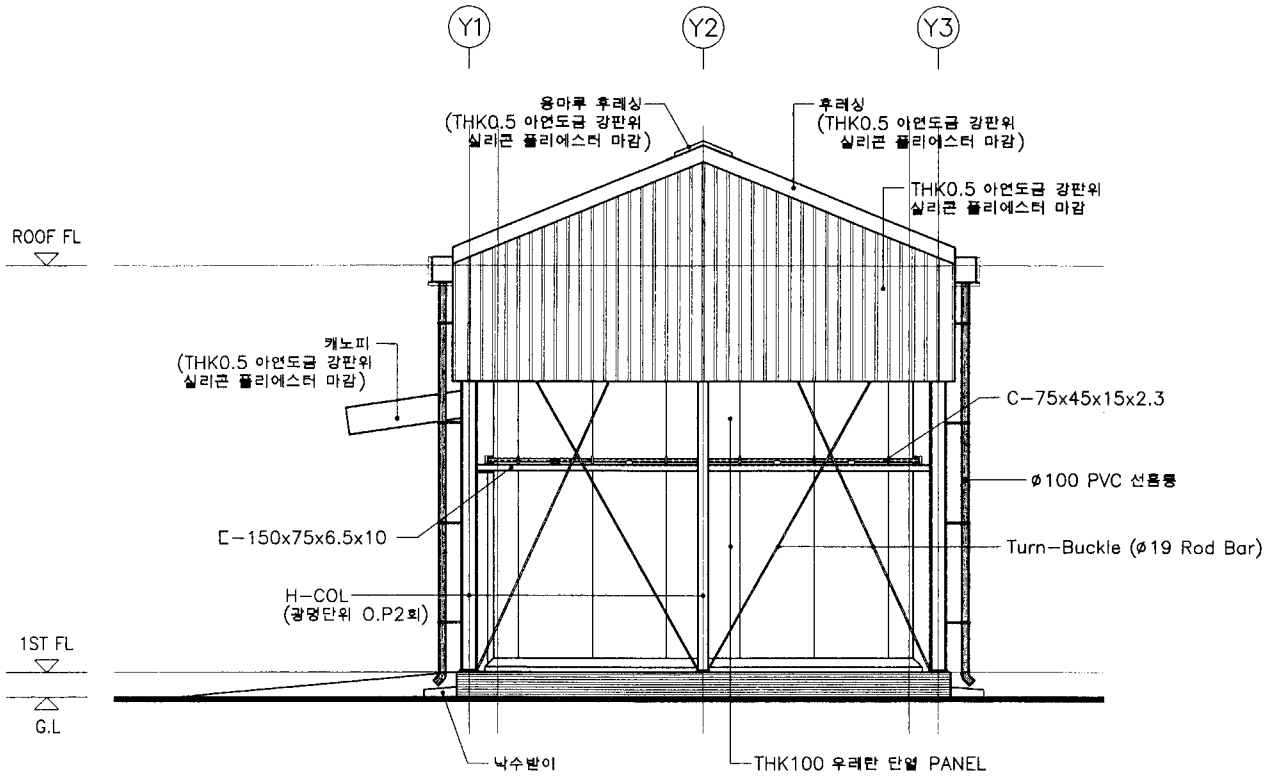 Y1
Y2
Y3
용마루 후레싱
(THK0.5 아연도금 강판위
실리콘 폴리에스터 마감)
후레싱
(THK0.5 아연도금 강판위
실리콘 폴리에스터 마감)
THK0.5 아연도금 강판위
실리콘 폴리에스터 마감
ROOF FL
캐노피
(THK0.5 아연도금 강판위
실리콘 폴리에스터 마감)
C-75x45x15x2.3
ø100 PVC 선홈통
ㄷ-150x75x6.5x10
Turn-Buckle (ø19 Rod Bar)
H-COL
(광명단위 O.P2회)
1ST FL
G.L
낙수받이
THK100 우레탄 단열 PANEL